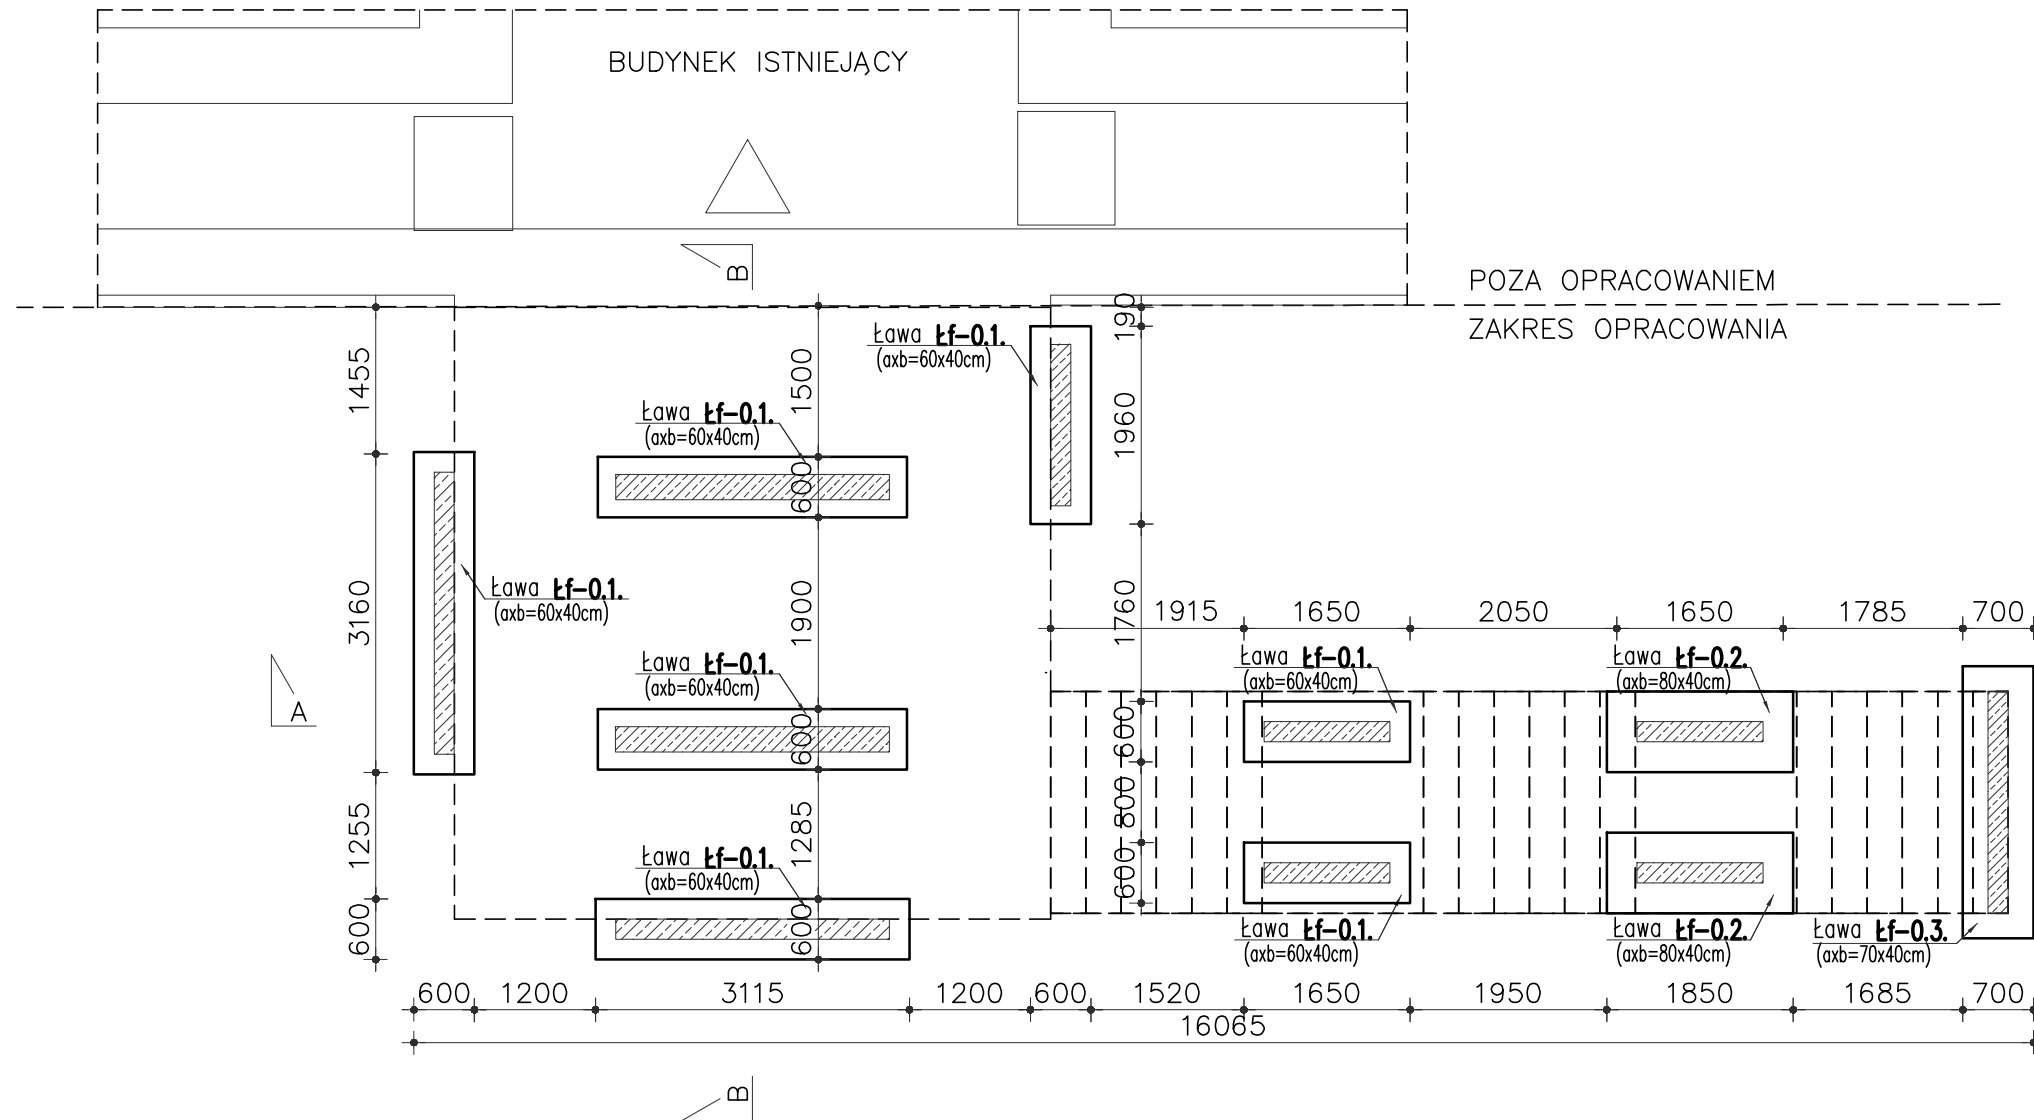 BUDYNEK ISTNIEJĄCY
B
POZA OPRACOWANIEM
ZAKRES OPRACOWANIA
190
Ława Łf-0.1.
(axb=60x40cm)
1455
1500
1960
Ława Łf-0.1.
(axb=60x40cm)
600
Ława Łf-0.1.
(axb=60x40cm)
3160
1900
1760
1915
1650
2050
1650
1785
700
Ława Łf-0.1.
(axb=60x40cm)
Ława Łf-0.1.
(axb=60x40cm)
Ława Łf-0.2.
(axb=80x40cm)
A
600
600
800
600
1255
1285
Ława Łf-0.1.
(axb=60x40cm)
600
600
Ława Łf-0.1.
(axb=60x40cm)
Ława Łf-0.2.
(axb=80x40cm)
Ława Łf-0.3.
(axb=70x40cm)
600
1200
3115
1200
600
1520
1650
1950
1850
1685
700
16065
B